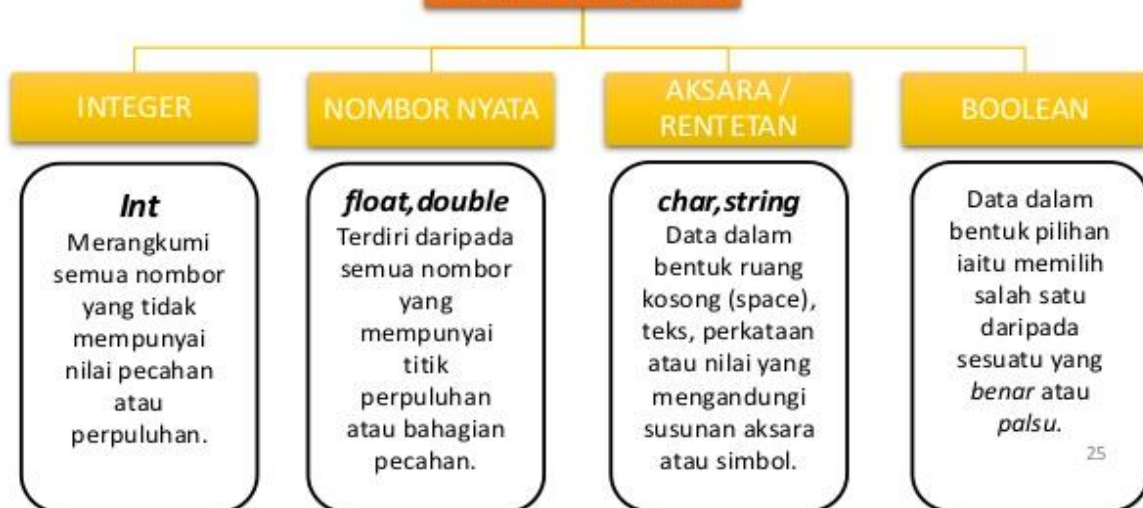 INTEGER
NOMBOR NYATA
AKSARA /
RENTETAN
BOOLEAN
Int
Merangkumi
semua nombor
yang tidak
mempunyai
nilai pecahan
atau
perpuluhan.
float,double
Terdiri daripada
semua nombor
yang
mempunyai
titik
perpuluhan
atau bahagian
pecahan.
char,string
Data dalam
bentuk ruang
kosong (space),
teks, perkataan
atau nilai yang
mengandungi
susunan aksara
atau simbol.
Data dalam
bentuk pilihan
iaitu memilih
salah satu
daripada
sesuatu yang
benar atau
palsu.
25